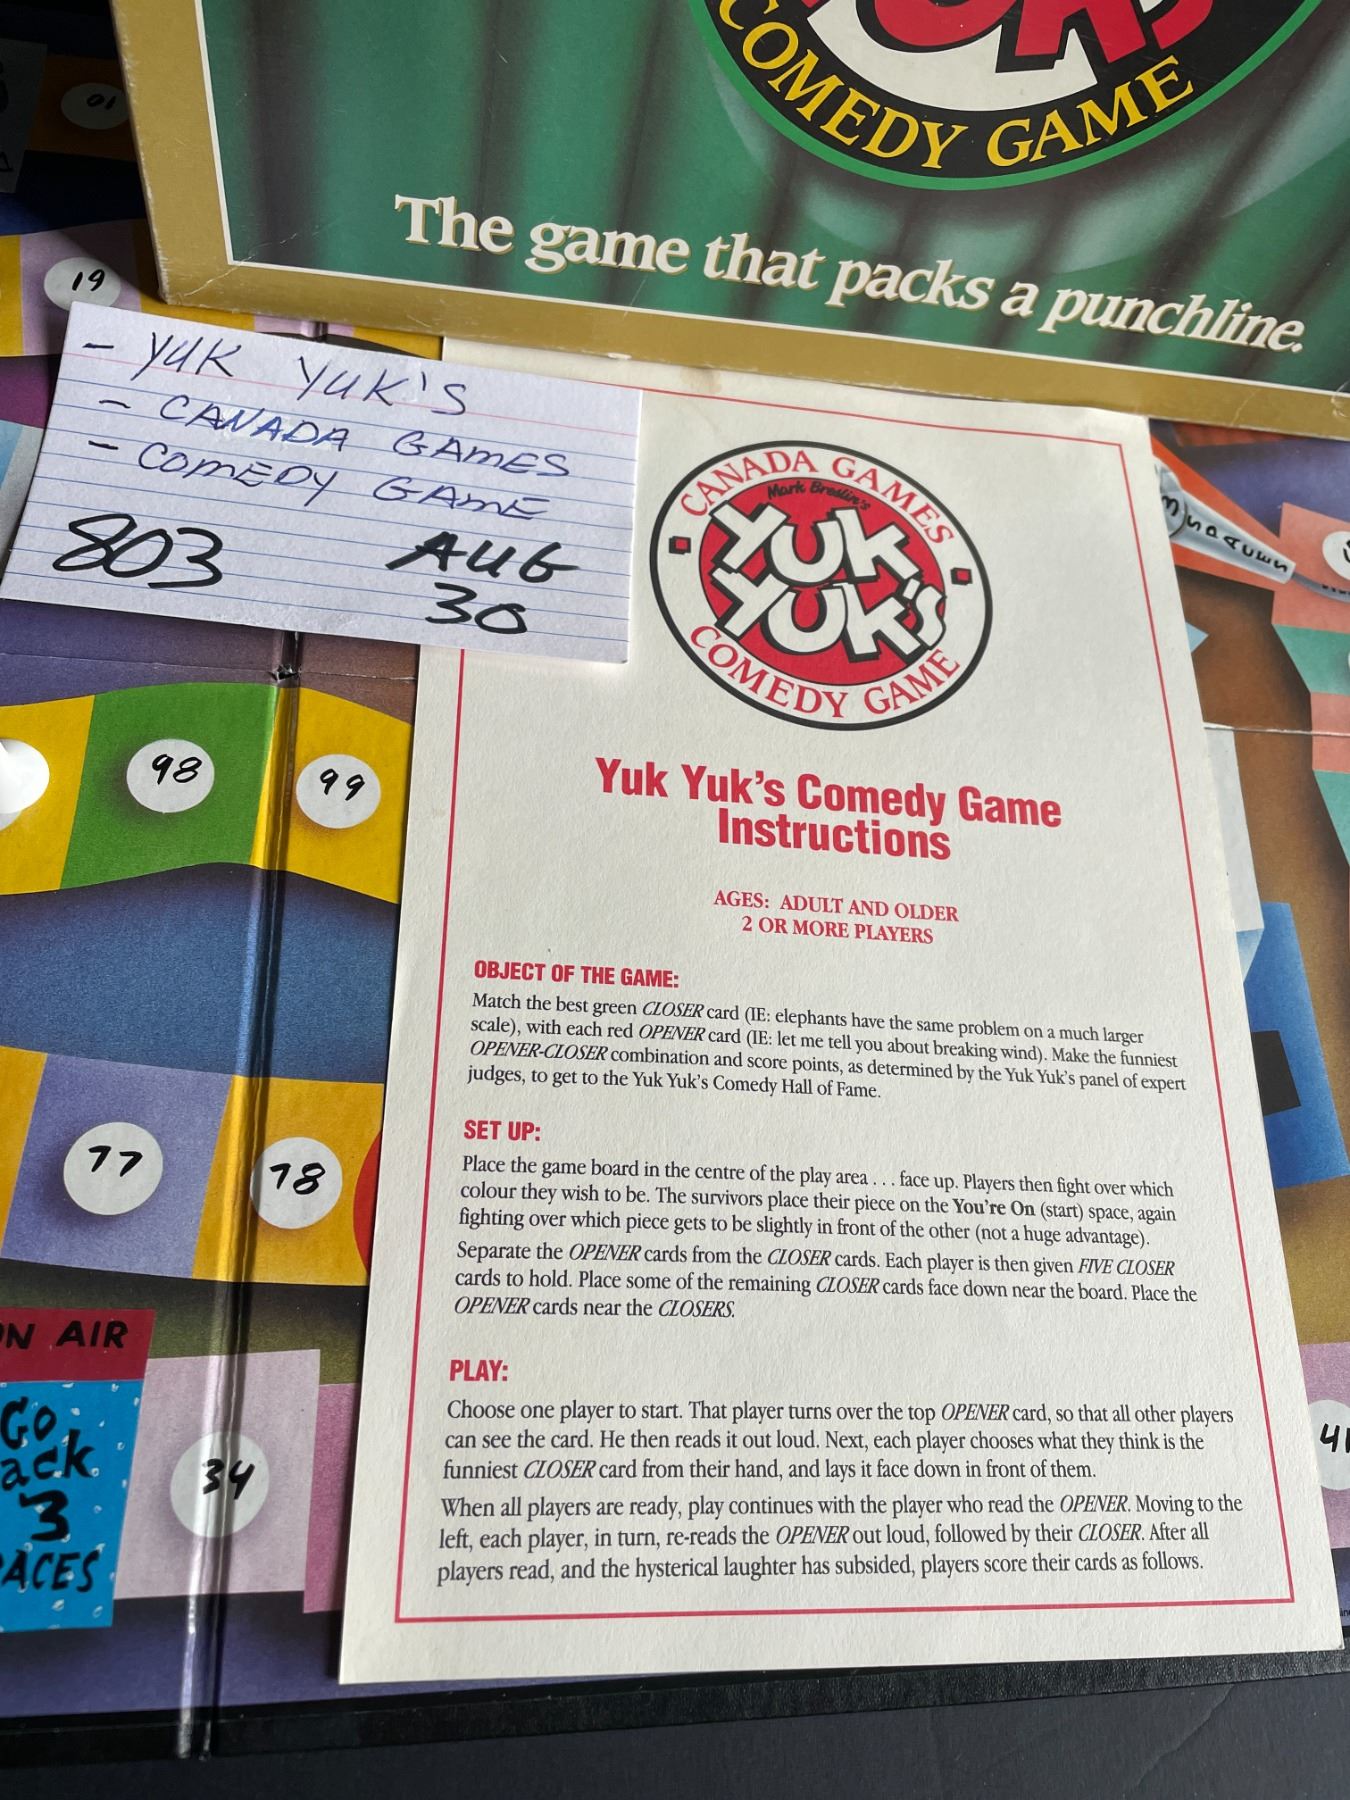 COMEDY GAME
The game that packs a punchline.
19
- YUK YUK'S
- CANADA GAMES
- COMEDY GAME
803 AUG
30
CANADA GAMES
Mark Breslin's
YUK
YUK'S
COMEDY GAME
3 SPACES
98
99
77
78
ON AIR
Go
ack
3
PACES
34
41
Yuk Yuk's Comedy Game
Instructions
AGES: ADULT AND OLDER
2 OR MORE PLAYERS
OBJECT OF THE GAME:
Match the best green CLOSER card (IE: elephants have the same problem on a much larger
scale), with each red OPENER card (IE: let me tell you about breaking wind). Make the funniest
OPENER-CLOSER combination and score points, as determined by the Yuk Yuk's panel of expert
judges, to get to the Yuk Yuk's Comedy Hall of Fame.
SET UP:
Place the game board in the centre of the play area . . . face up. Players then fight over which
colour they wish to be. The survivors place their piece on the You're On (start) space, again
fighting over which piece gets to be slightly in front of the other (not a huge advantage).
Separate the OPENER cards from the CLOSER cards. Each player is then given FIVE CLOSER
cards to hold. Place some of the remaining CLOSER cards face down near the board. Place the
OPENER cards near the CLOSERS.
PLAY:
Choose one player to start. That player turns over the top OPENER card, so that all other players
can see the card. He then reads it out loud. Next, each player chooses what they think is the
funniest CLOSER card from their hand, and lays it face down in front of them.
When all players are ready, play continues with the player who read the OPENER. Moving to the
left, each player, in turn, re-reads the OPENER out loud, followed by their CLOSER. After all
players read, and the hysterical laughter has subsided, players score their cards as follows.